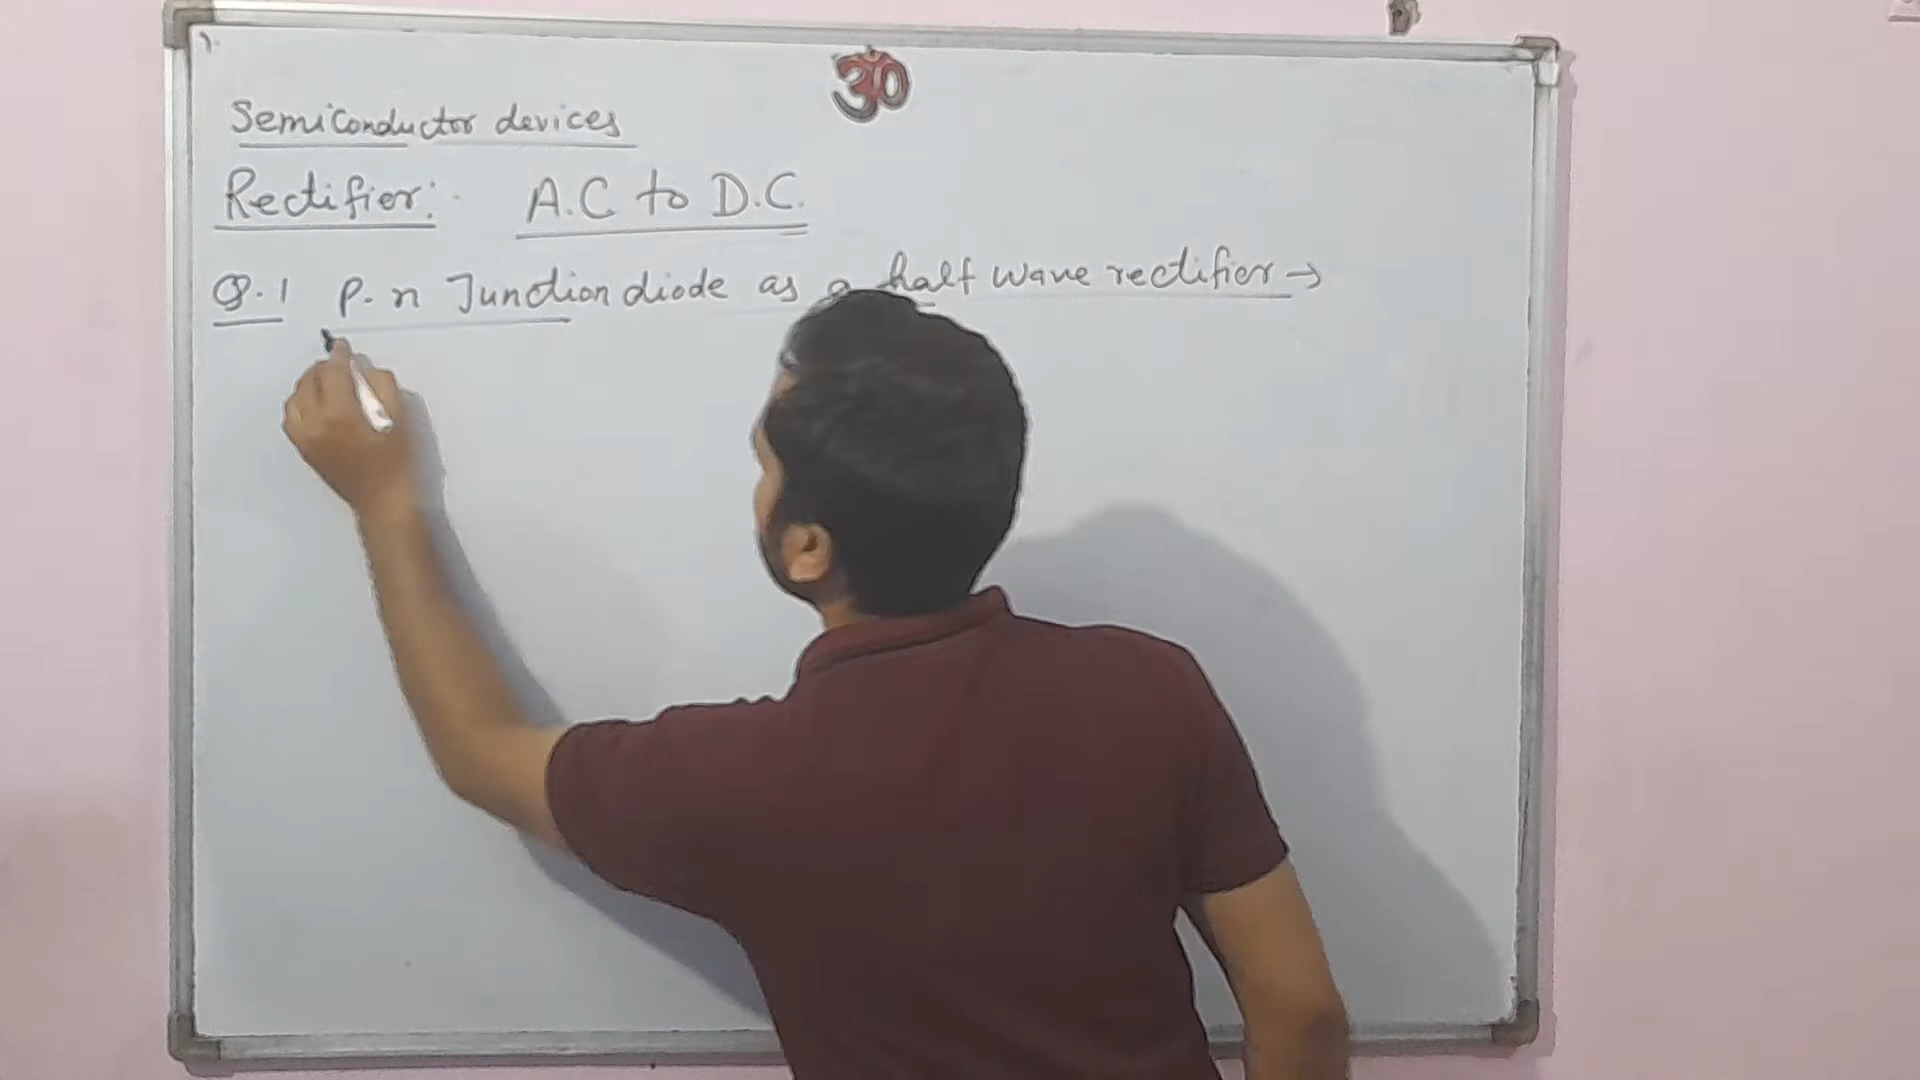 ॐ
Semiconductor devices
Rectifier:- A.C to D.C.
Q.1 P-n Junction diode as a half wave rectifier →